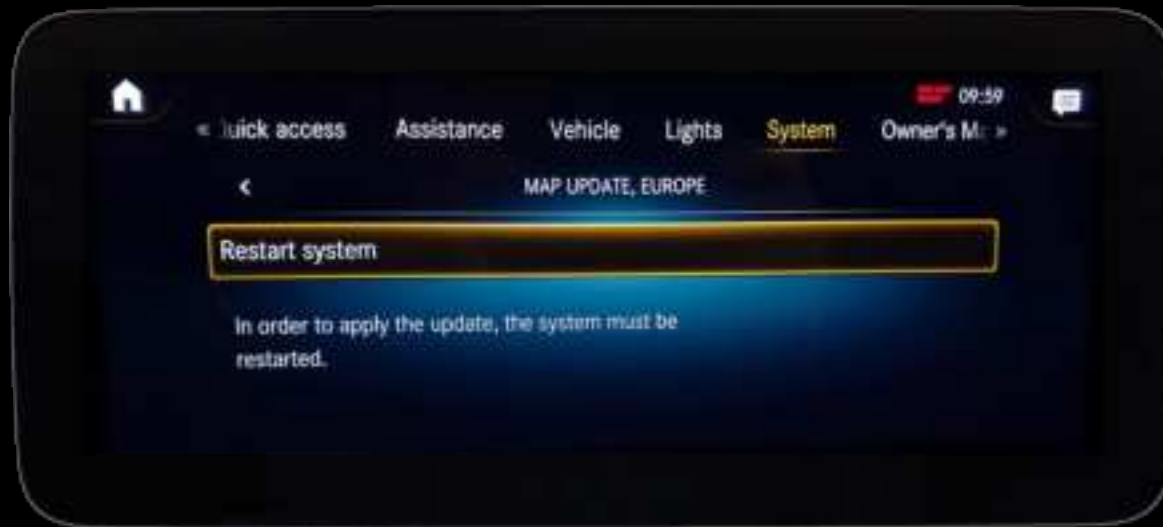 09:59
« uick access Assistance Vehicle Lights System Owner's Ma »
MAP UPDATE, EUROPE
Restart system
In order to apply the update, the system must be
restarted.